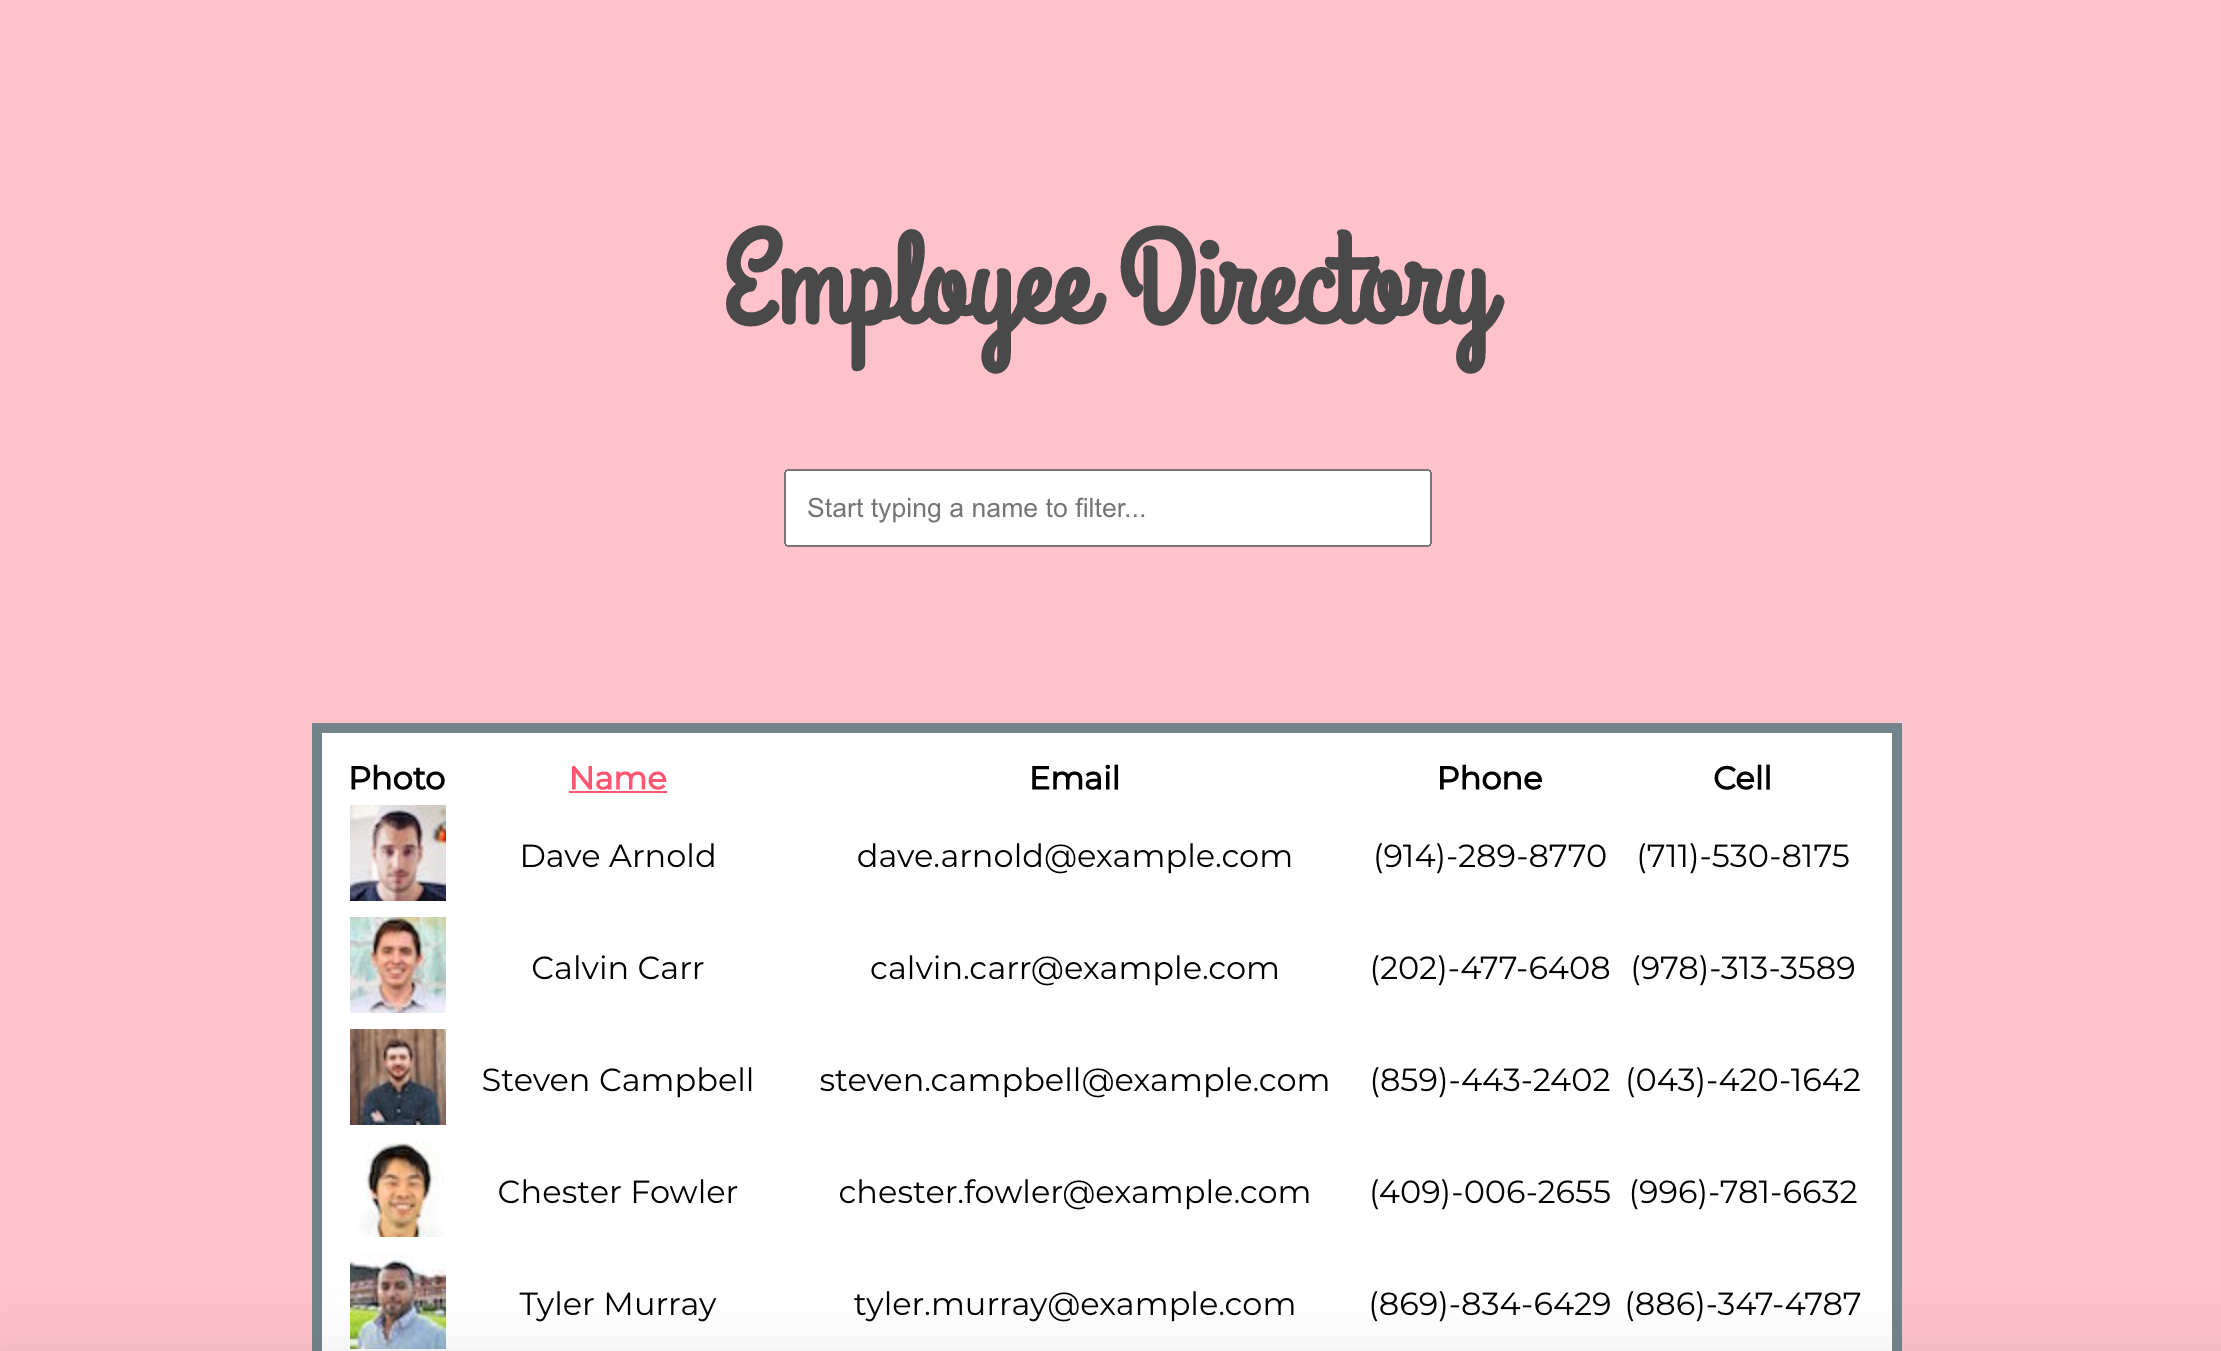 Employee Directory
Start typing a name to filter...
Photo Name Email Phone Cell
Dave Arnold dave.arnold@example.com (914)-289-8770 (711)-530-8175
Calvin Carr calvin.carr@example.com (202)-477-6408 (978)-313-3589
Steven Campbell steven.campbell@example.com (859)-443-2402 (043)-420-1642
Chester Fowler chester.fowler@example.com (409)-006-2655 (996)-781-6632
Tyler Murray tyler.murray@example.com (869)-834-6429 (886)-347-4787